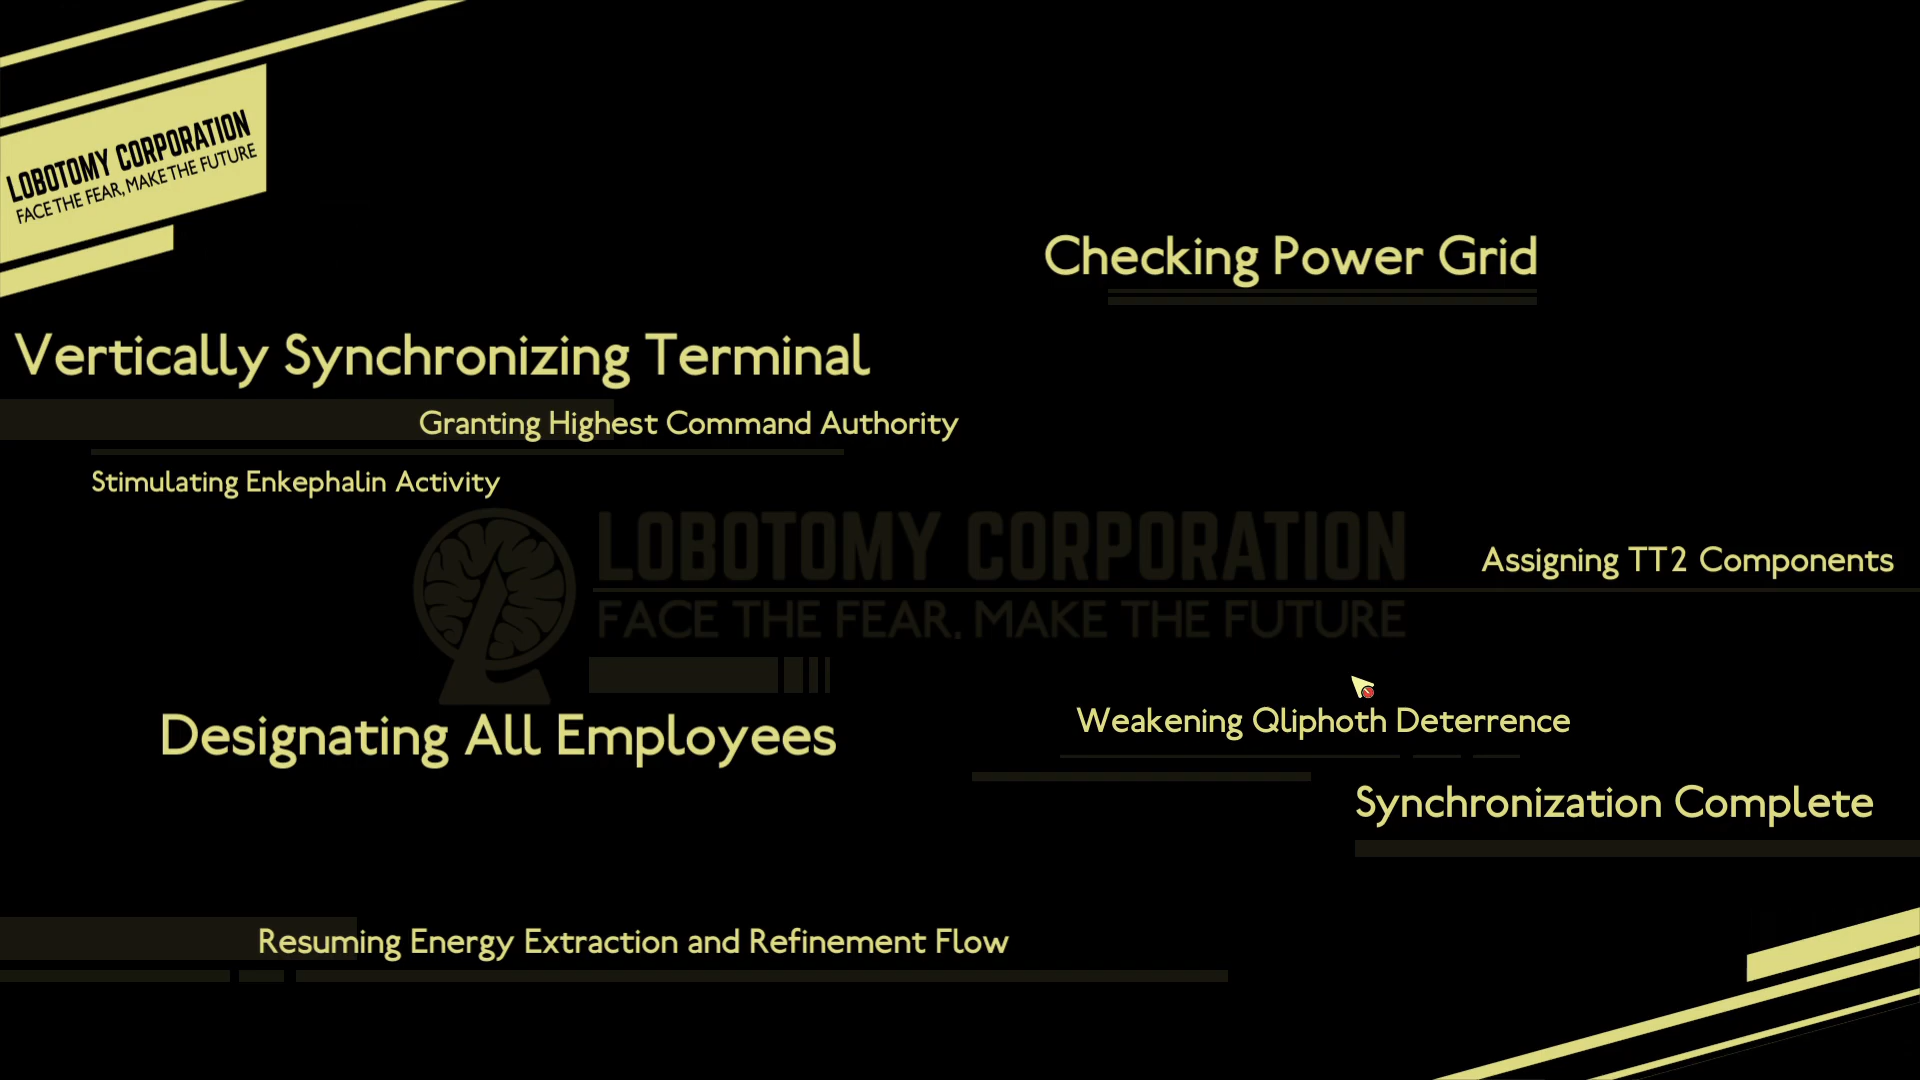 LOBOTOMY CORPORATION
FACE THE FEAR, MAKE THE FUTURE
Checking Power Grid
Vertically Synchronizing Terminal
Granting Highest Command Authority
Stimulating Enkephalin Activity
LOBOTOMY CORPORATION
FACE THE FEAR, MAKE THE FUTURE
Assigning TT2 Components
Designating All Employees
Weakening Qliphoth Deterrence
Synchronization Complete
Resuming Energy Extraction and Refinement Flow